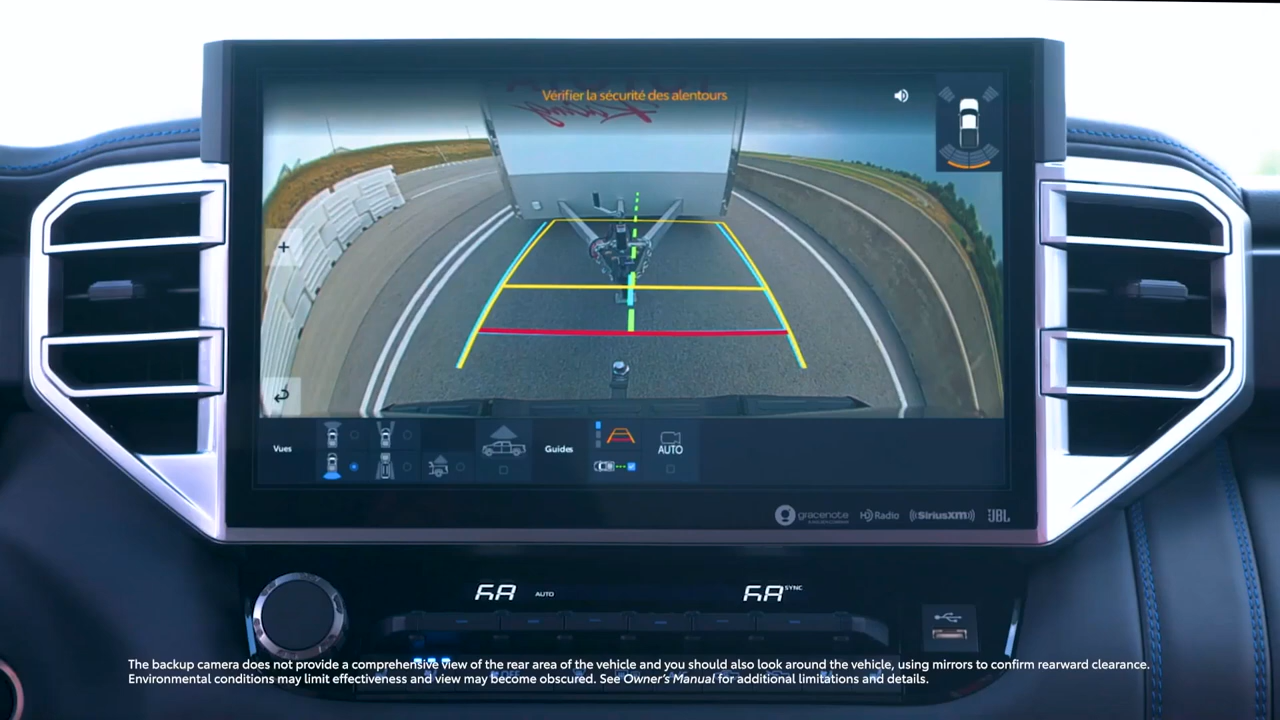 Vérifier la sécurité des alentours
Vues
Guides
AUTO
gracenote
HD Radio
SiriusXM
JBL
68 AUTO
68 SYNC
The backup camera does not provide a comprehensive view of the rear area of the vehicle and you should also look around the vehicle, using mirrors to confirm rearward clearance.
Environmental conditions may limit effectiveness and view may become obscured. See Owner's Manual for additional limitations and details.